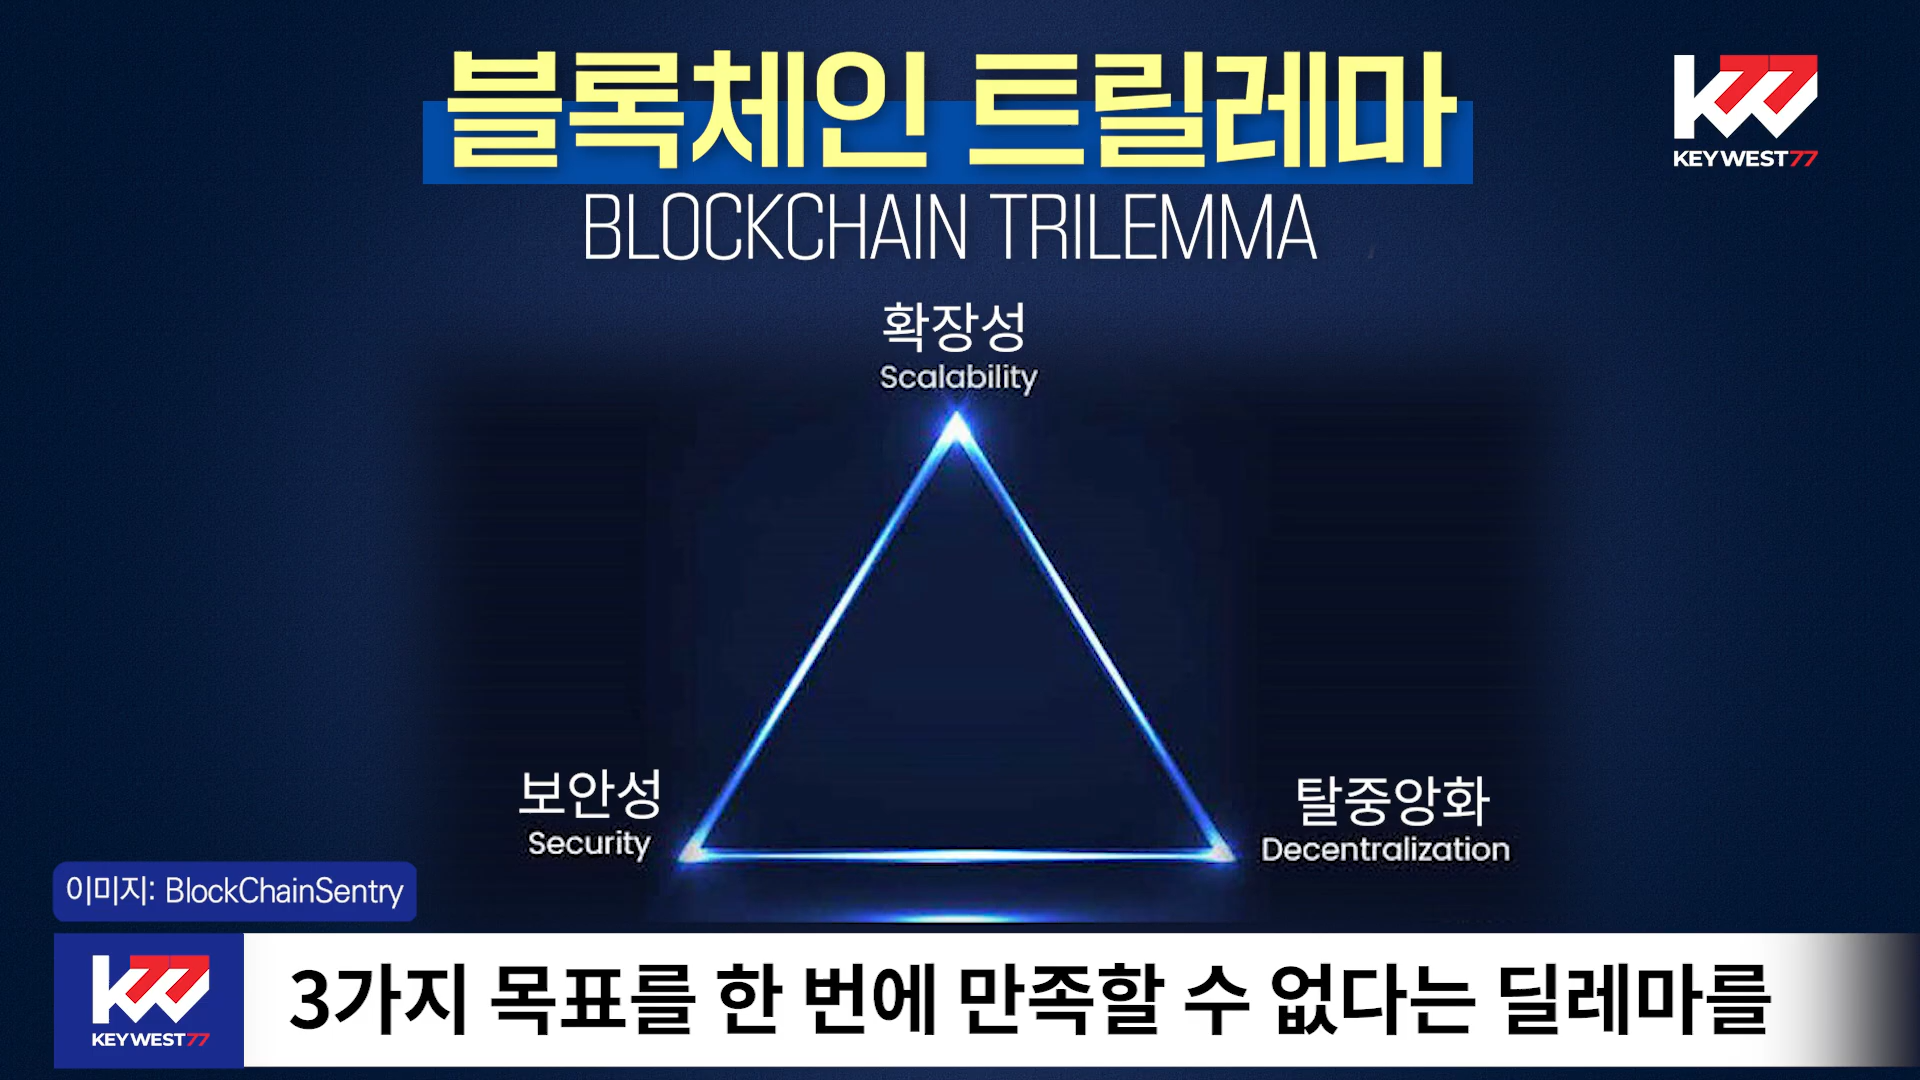 블록체인 트릴레마
KEYWEST77
BLOCKCHAIN TRILEMMA
확장성
Scalability
보안성
Security
탈중앙화
Decentralization
이미지: BlockChainSentry
KEYWEST77
3가지 목표를 한 번에 만족할 수 없다는 딜레마를